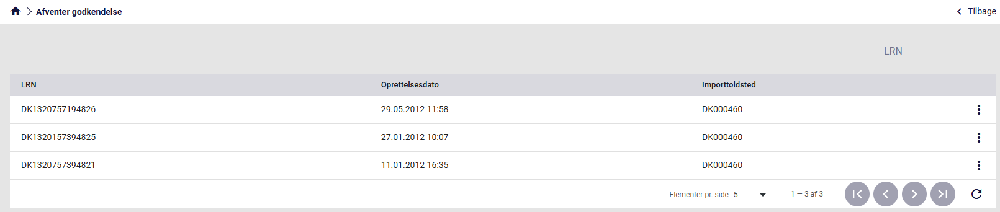 Afventer godkendelse
Tilbage
LRN
LRN Oprettelsesdato Importtoldsted
DK1320757194826 29.05.2012 11:58 DK000460
DK1320157394825 27.01.2012 10:07 DK000460
DK1320757394821 11.01.2012 16:35 DK000460
Elementer pr. side 5 1 – 3 af 3